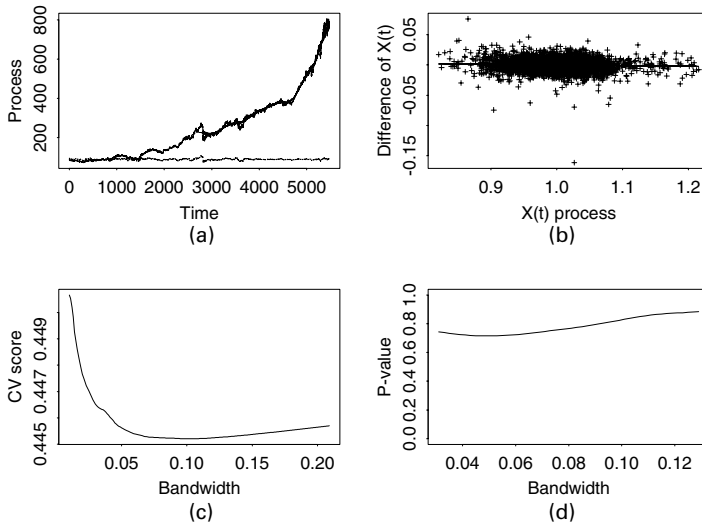 Process
200 400 600 800
0 1000 2000 3000 4000 5000
Time
(a)
Difference of X(t)
-0.15 -0.05 0.05
0.9 1.0 1.1 1.2
X(t) process
(b)
CV score
0.445 0.447 0.449
0.05 0.10 0.15 0.20
Bandwidth
(c)
P-value
0.0 0.2 0.4 0.6 0.8 1.0
0.04 0.06 0.08 0.10 0.12
Bandwidth
(d)